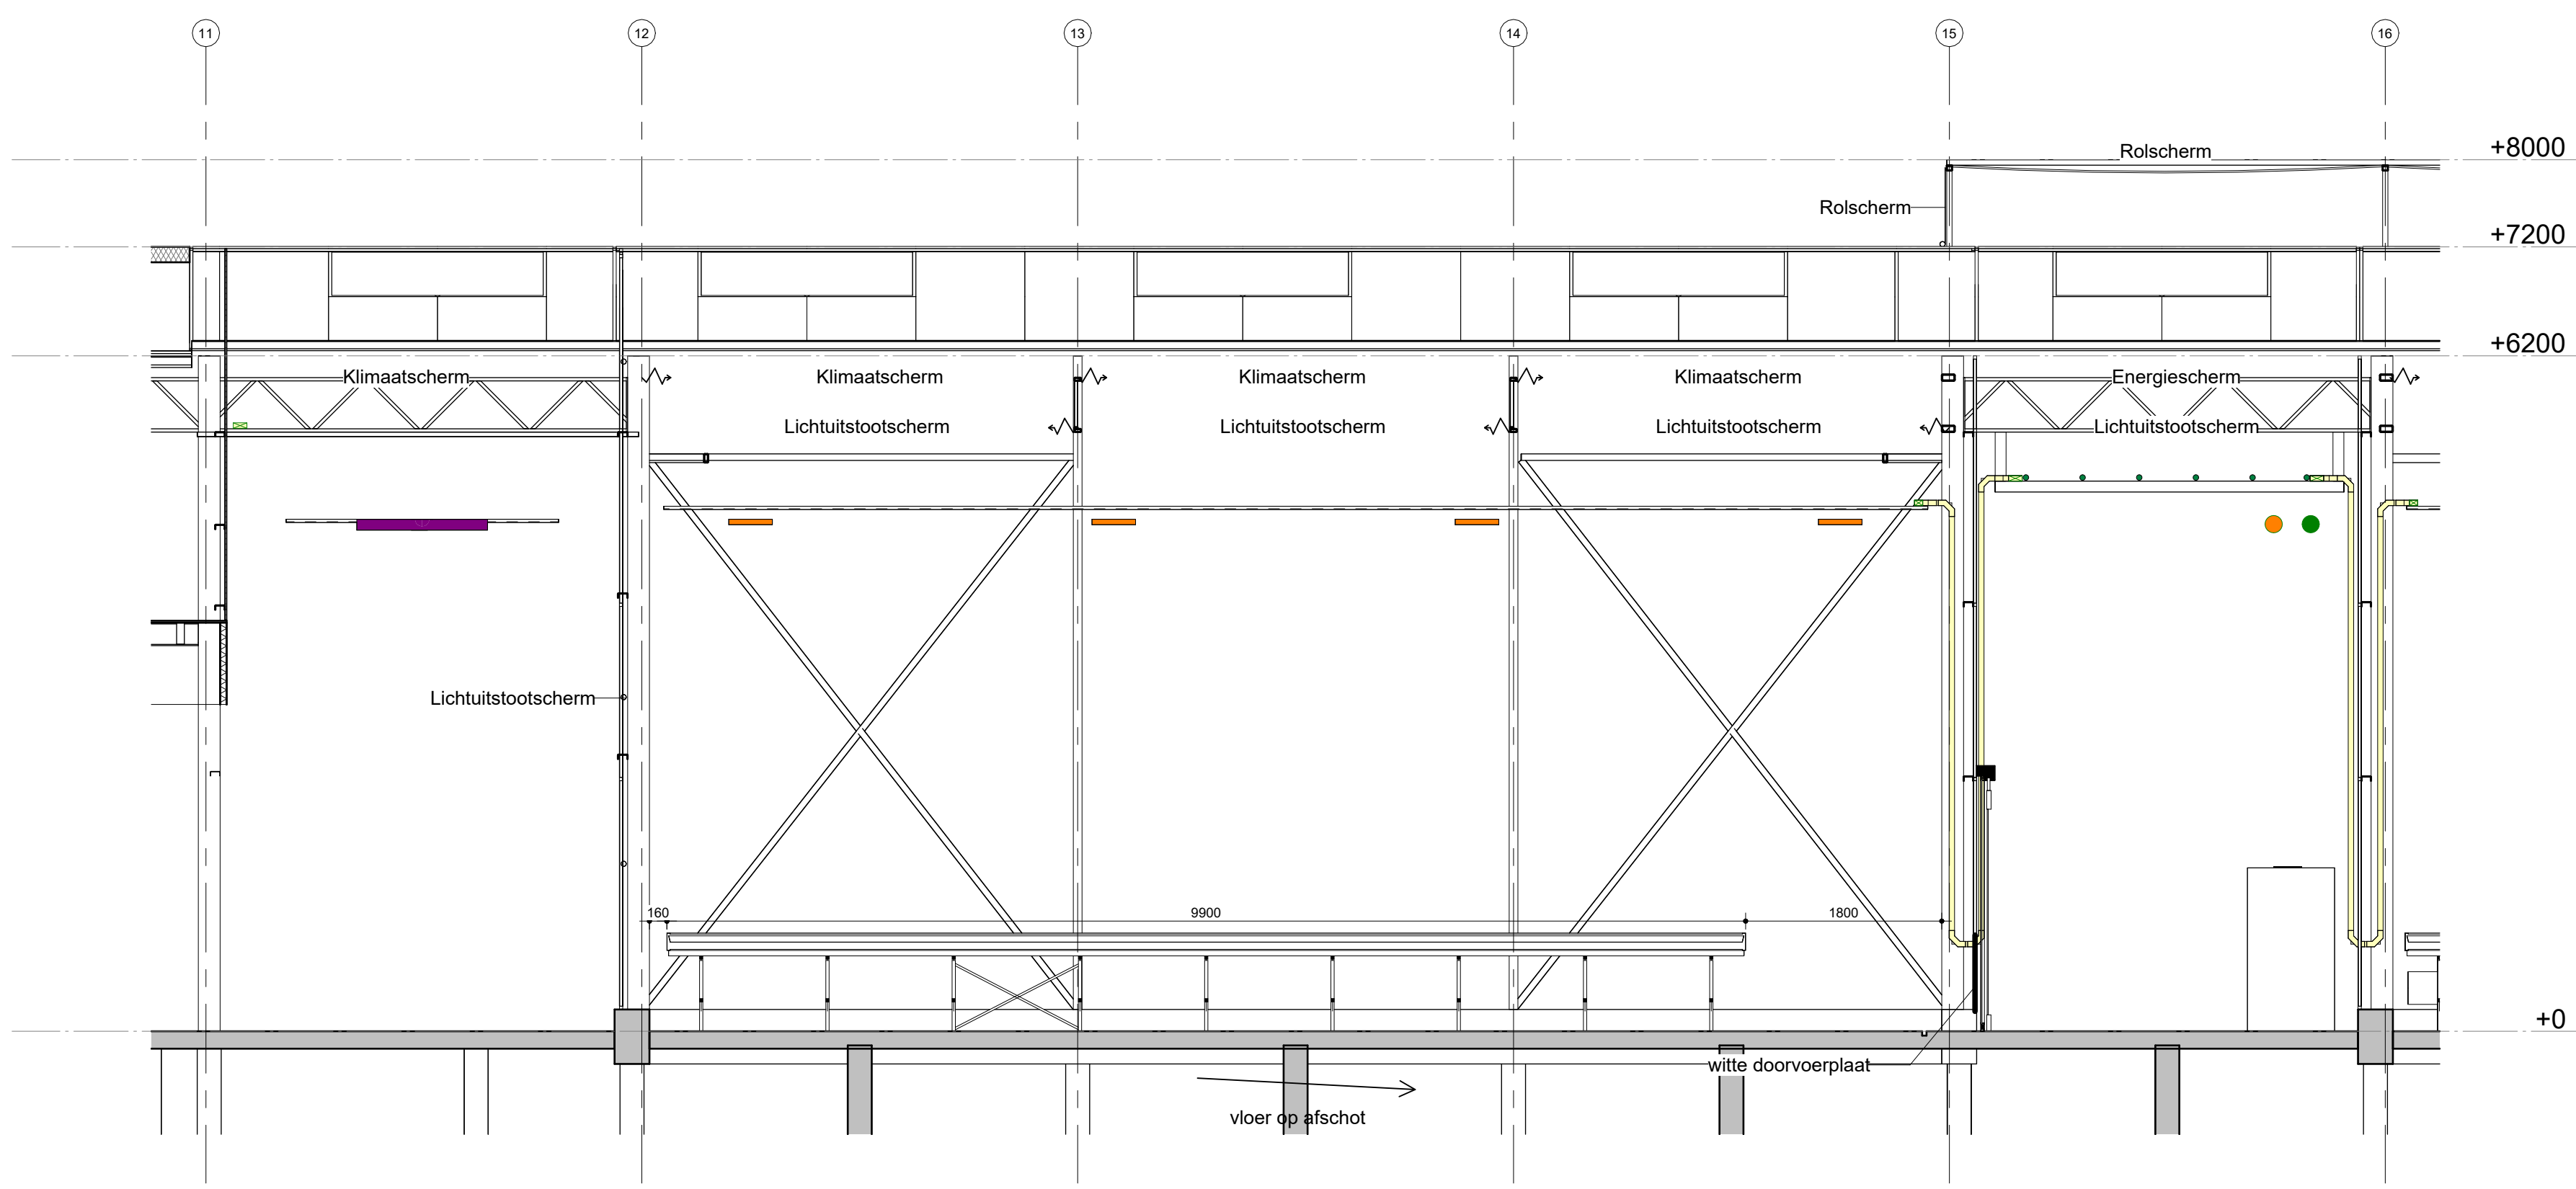 11
12
13
14
15
16
+8000
Rolscherm
Rolscherm
+7200
+6200
Klimaatscherm
Klimaatscherm
Klimaatscherm
Klimaatscherm
Energiescherm
Lichtuitstootscherm
Lichtuitstootscherm
Lichtuitstootscherm
Lichtuitstootscherm
Lichtuitstootscherm
160
9900
1800
+0
witte doorvoerplaat
vloer op afschot